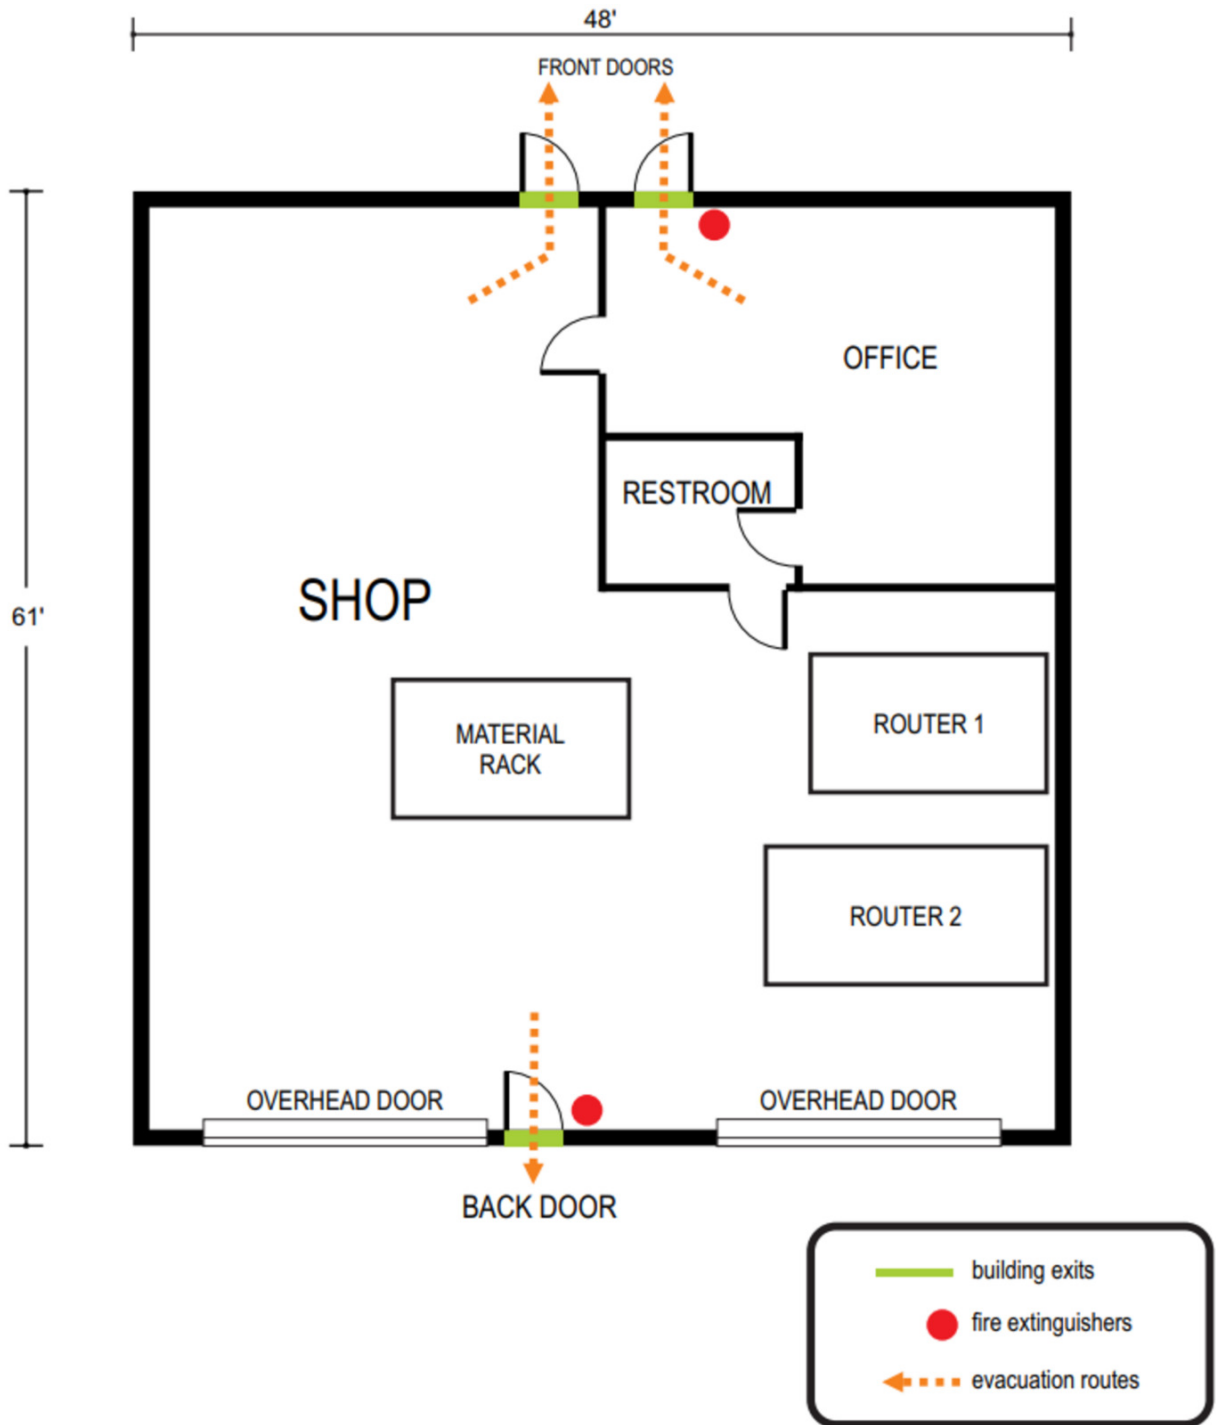 48'
FRONT DOORS
OFFICE
RESTROOM
SHOP
61'
MATERIAL
RACK
ROUTER 1
ROUTER 2
OVERHEAD DOOR
OVERHEAD DOOR
BACK DOOR
building exits
fire extinguishers
evacuation routes